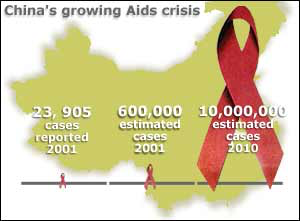 China's growing Aids crisis
23, 905
cases
reported
2001
600,000
estimated
cases
2001
10,000,000
estimated
cases
2010